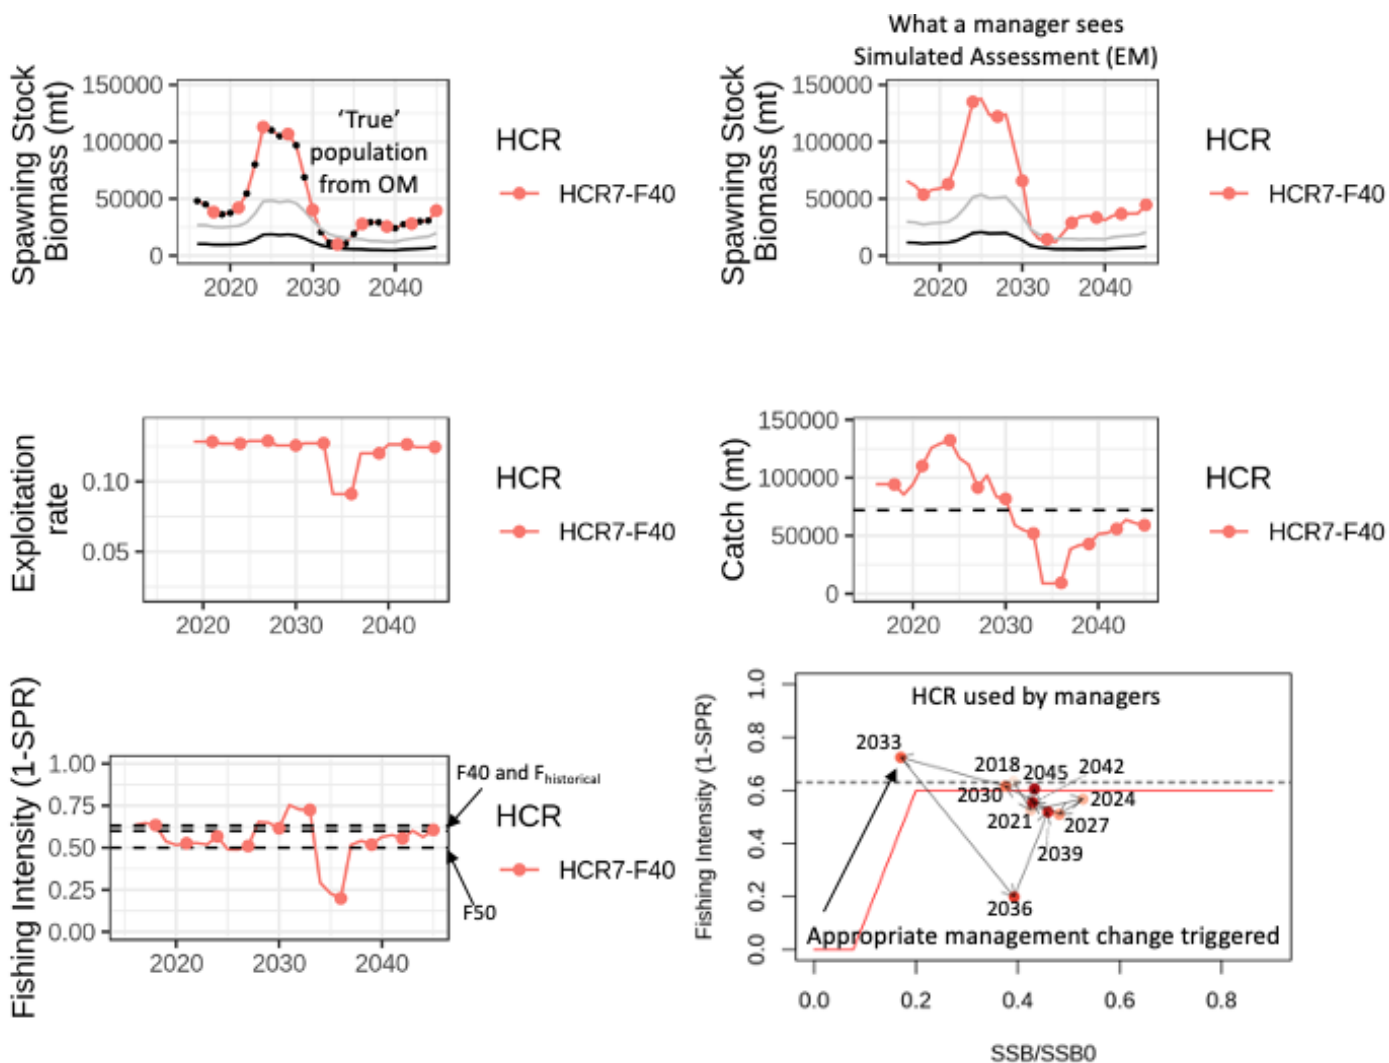 What a manager sees
Simulated Assessment (EM)
Spawning Stock
Biomass (mt)
150000
100000
50000
0
2020
2030
2040
‘True’
population
from OM
HCR
HCR7-F40
Spawning Stock
Biomass (mt)
150000
100000
50000
0
2020
2030
2040
HCR
HCR7-F40
Exploitation
rate
0.10
0.05
2020
2030
2040
HCR
HCR7-F40
Catch (mt)
150000
100000
50000
0
2020
2030
2040
HCR
HCR7-F40
Fishing Intensity (1-SPR)
1.00
0.75
0.50
0.25
0.00
2020
2030
2040
F40 and Fhistorical
HCR
HCR7-F40
F50
Fishing Intensity (1-SPR)
1.0
0.8
0.6
0.4
0.2
0.0
HCR used by managers
2033
2018
2045
2042
2030
2024
2021
2027
2039
2036
Appropriate management change triggered
0.0
0.2
0.4
0.6
0.8
SSB/SSB0